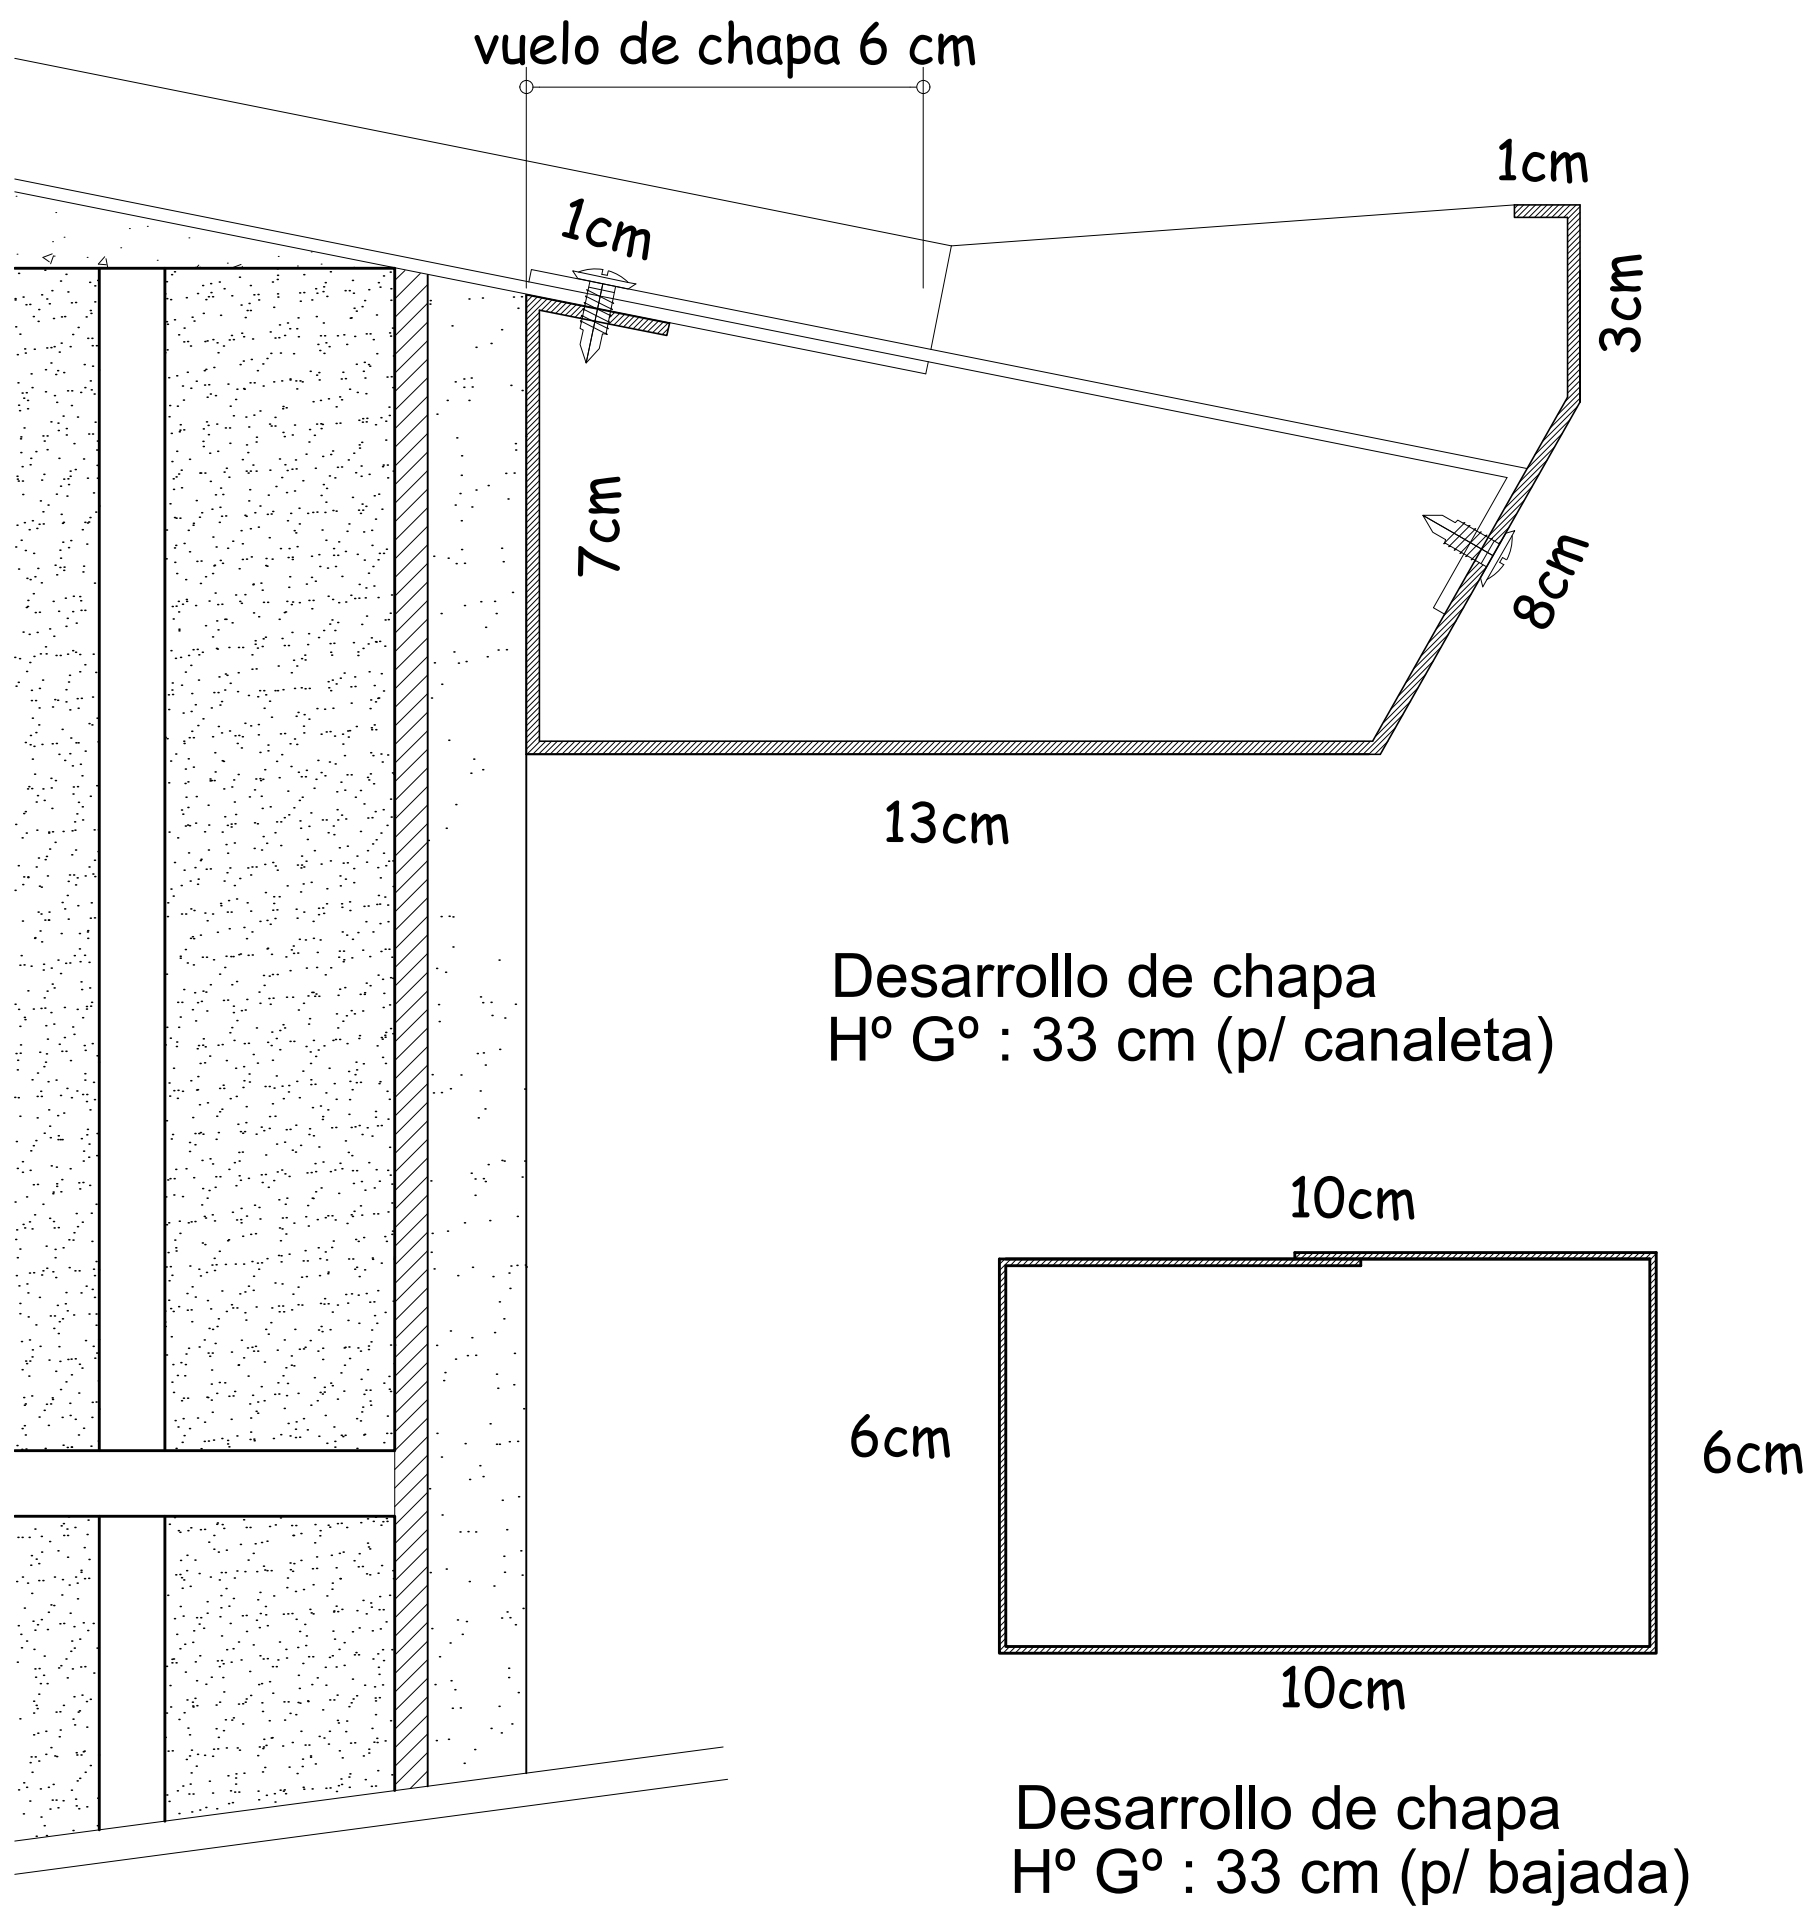 vuelo de chapa 6 cm
1cm
1cm
3cm
7cm
8cm
13cm
Desarrollo de chapa
Hº Gº : 33 cm (p/ canaleta)
10cm
6cm
6cm
10cm
Desarrollo de chapa
Hº Gº : 33 cm (p/ bajada)